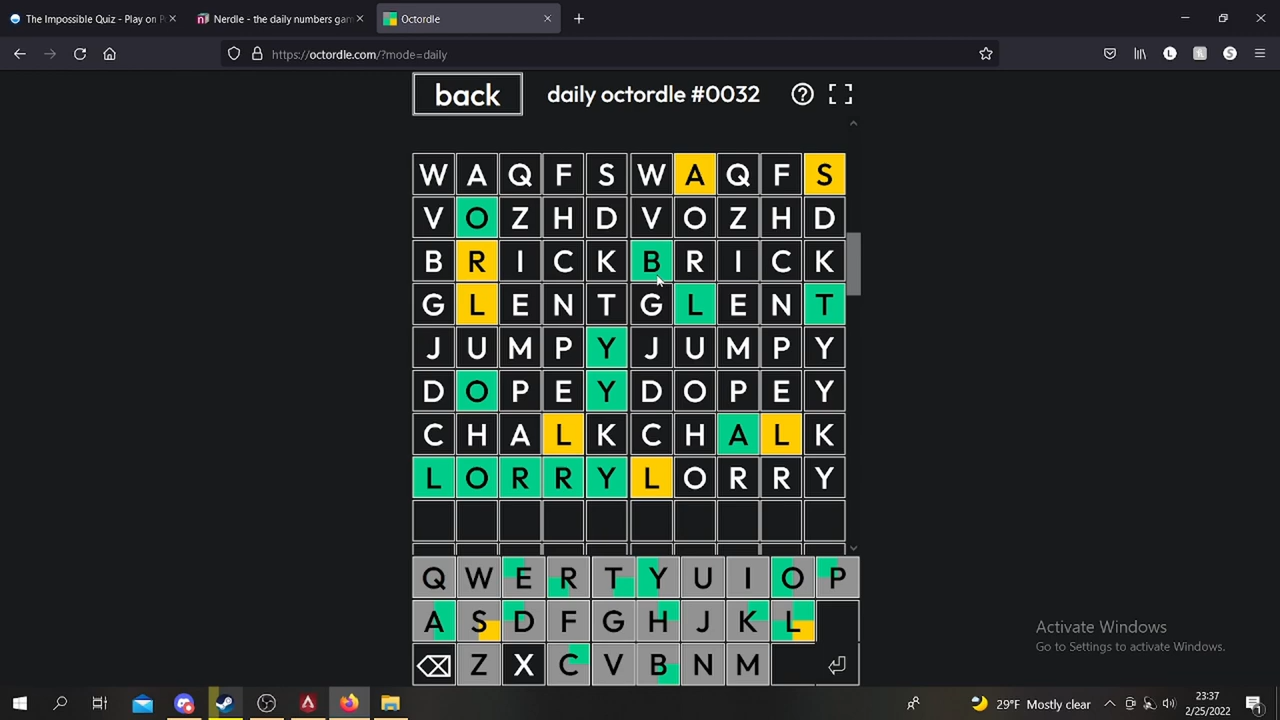 The Impossible Quiz - Play on P
Nerdle - the daily numbers gam
Octordle
https://octordle.com/?mode=daily
back
daily octordle #0032
W A Q F S W A Q F S
V O Z H D V O Z H D
B R I C K B R I C K
G L E N T G L E N T
J U M P Y J U M P Y
D O P E Y D O P E Y
C H A L K C H A L K
L O R R Y L O R R Y
Q W E R T Y U I O P
A S D F G H J K L
Z X C V B N M
Activate Windows
Go to Settings to activate Windows.
29°F Mostly clear
23:37
2/25/2022